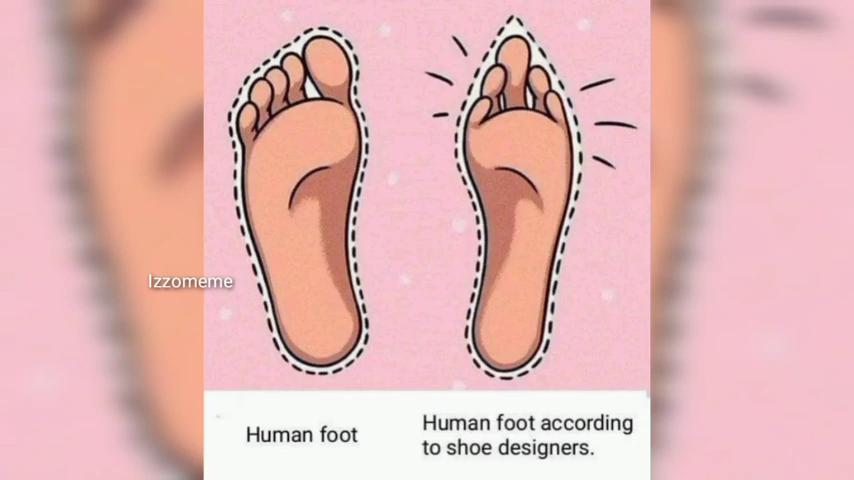 Izzomeme
Human foot
Human foot according
to shoe designers.